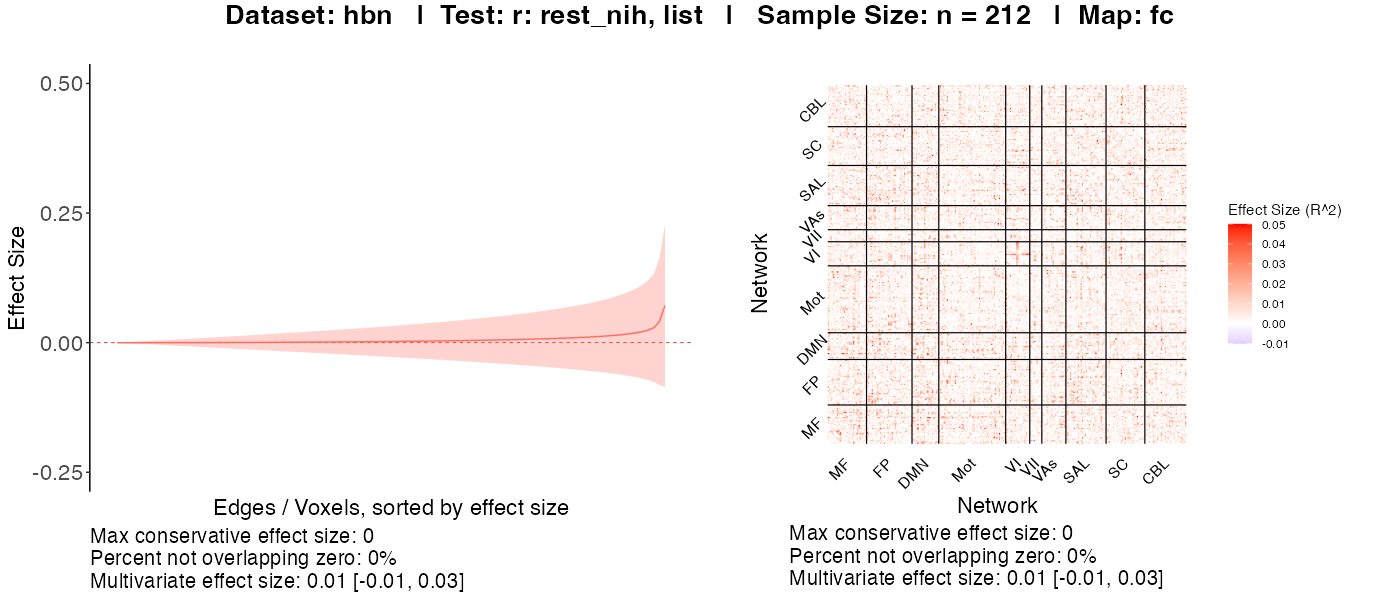 Dataset: hbn | Test: r: rest_nih, list | Sample Size: n = 212 | Map: fc
0.50
0.25
0.00
-0.25
Effect Size
Edges / Voxels, sorted by effect size
Max conservative effect size: 0
Percent not overlapping zero: 0%
Multivariate effect size: 0.01 [-0.01, 0.03]
Network
CBL
SC
SAL
VAs
VII
VI
Mot
DMN
FP
MF
MF
FP
DMN
Mot
VI
VII
VAs
SAL
SC
CBL
Network
Max conservative effect size: 0
Percent not overlapping zero: 0%
Multivariate effect size: 0.01 [-0.01, 0.03]
Effect Size (R^2)
0.05
0.04
0.03
0.02
0.01
0.00
-0.01